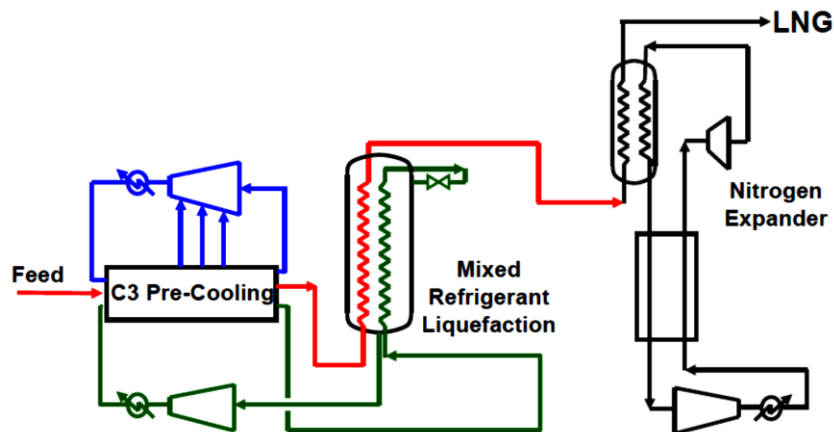 LNG
Nitrogen
Expander
Feed
C3 Pre-Cooling
Mixed
Refrigerant
Liquefaction